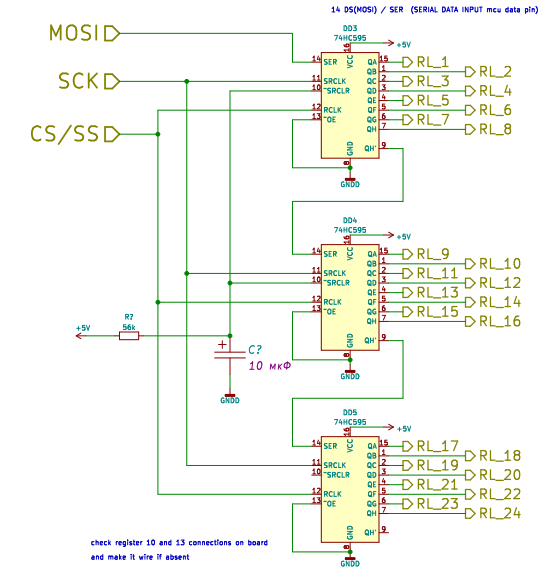 14 DS(MOSI) / SER (SERIAL DATA INPUT mcu data pin)
MOSI
SCK
CS/SS
DD3
74HC595
16
VCC
+5V
14 SER
11 SRCLK
10 ~SRCLR
12 RCLK
13 ~OE
QA 15 RL_1
QB 1 RL_2
QC 2 RL_3
QD 3 RL_4
QE 4 RL_5
QF 5 RL_6
QG 6 RL_7
QH 7 RL_8
QH' 9
GND
8
GNDD
DD4
74HC595
16
VCC
+5V
14 SER
11 SRCLK
10 ~SRCLR
12 RCLK
13 ~OE
QA 15 RL_9
QB 1 RL_10
QC 2 RL_11
QD 3 RL_12
QE 4 RL_13
QF 5 RL_14
QG 6 RL_15
QH 7 RL_16
QH' 9
GND
8
GNDD
+5V
R?
56k
C?
10 мкФ
GNDD
DD5
74HC595
16
VCC
+5V
14 SER
11 SRCLK
10 ~SRCLR
12 RCLK
13 ~OE
QA 15 RL_17
QB 1 RL_18
QC 2 RL_19
QD 3 RL_20
QE 4 RL_21
QF 5 RL_22
QG 6 RL_23
QH 7 RL_24
QH' 9
GND
8
GNDD
check register 10 and 13 connections on board
and make it wire if absent